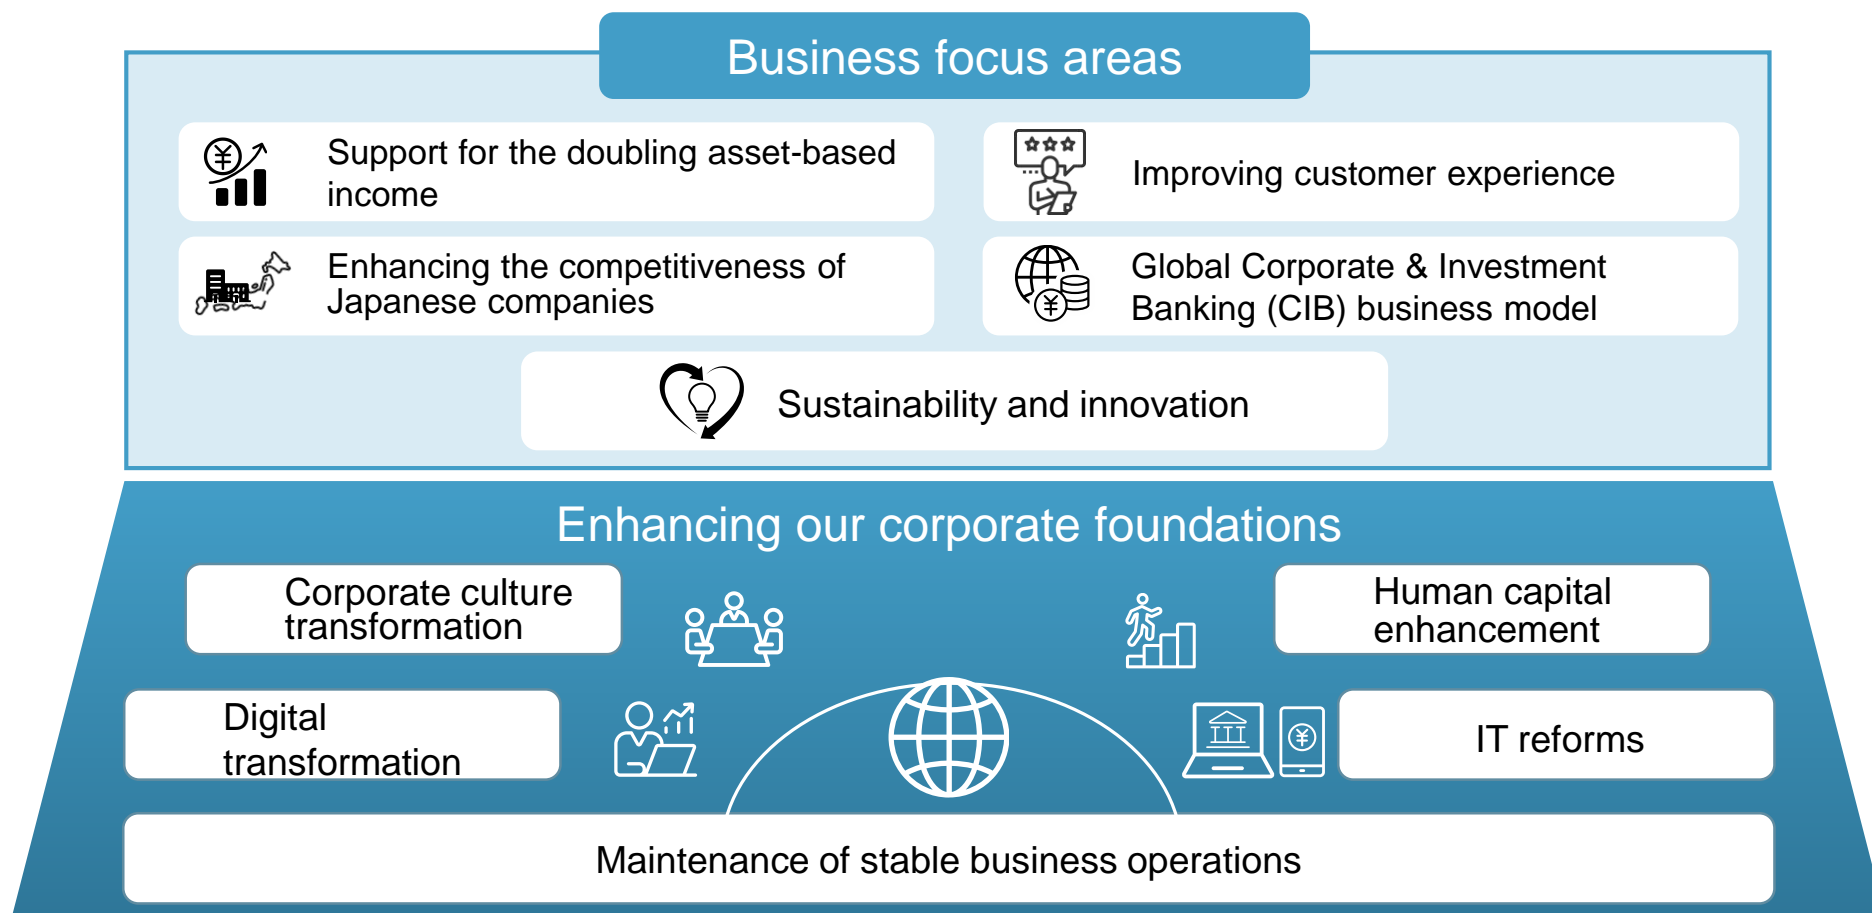 Business focus areas
Support for the doubling asset-based
income
Improving customer experience
Enhancing the competitiveness of
Japanese companies
Global Corporate & Investment
Banking (CIB) business model
Sustainability and innovation
Enhancing our corporate foundations
Corporate culture
transformation
Human capital
enhancement
Digital
transformation
IT reforms
Maintenance of stable business operations